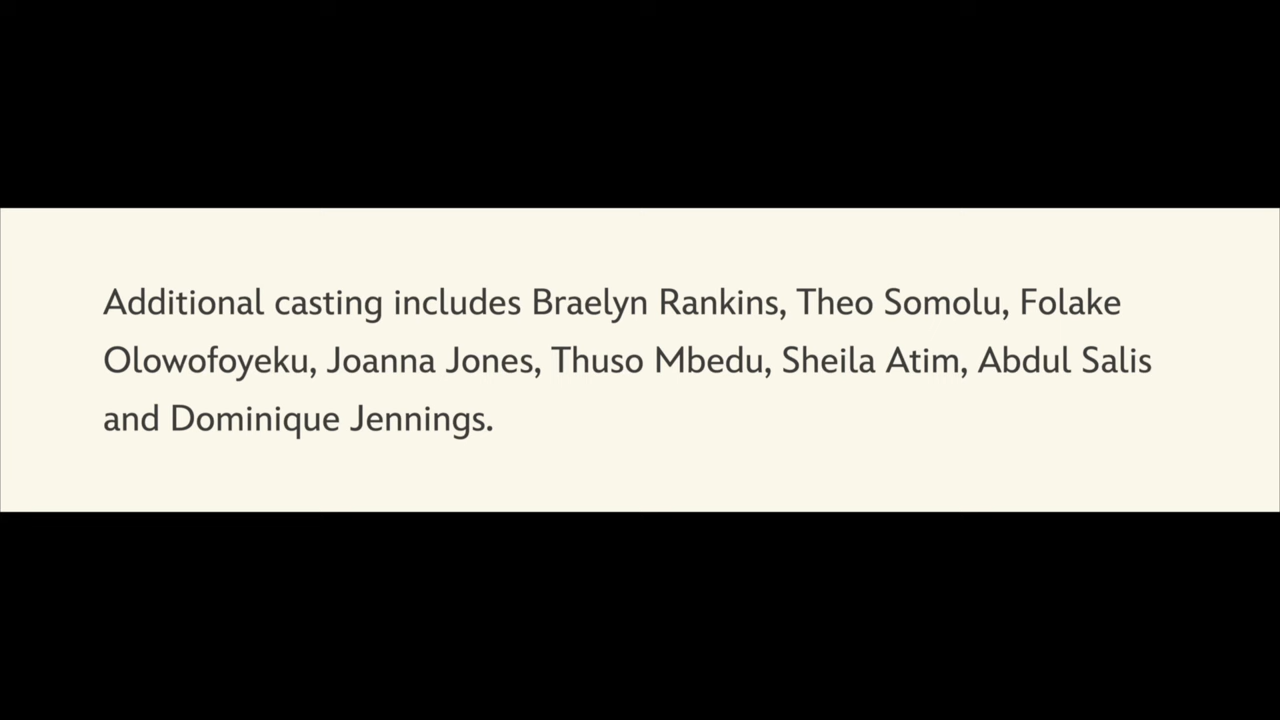 Additional casting includes Braelyn Rankins, Theo Somolu, Folake
Olowofoyeku, Joanna Jones, Thuso Mbedu, Sheila Atim, Abdul Salis
and Dominique Jennings.